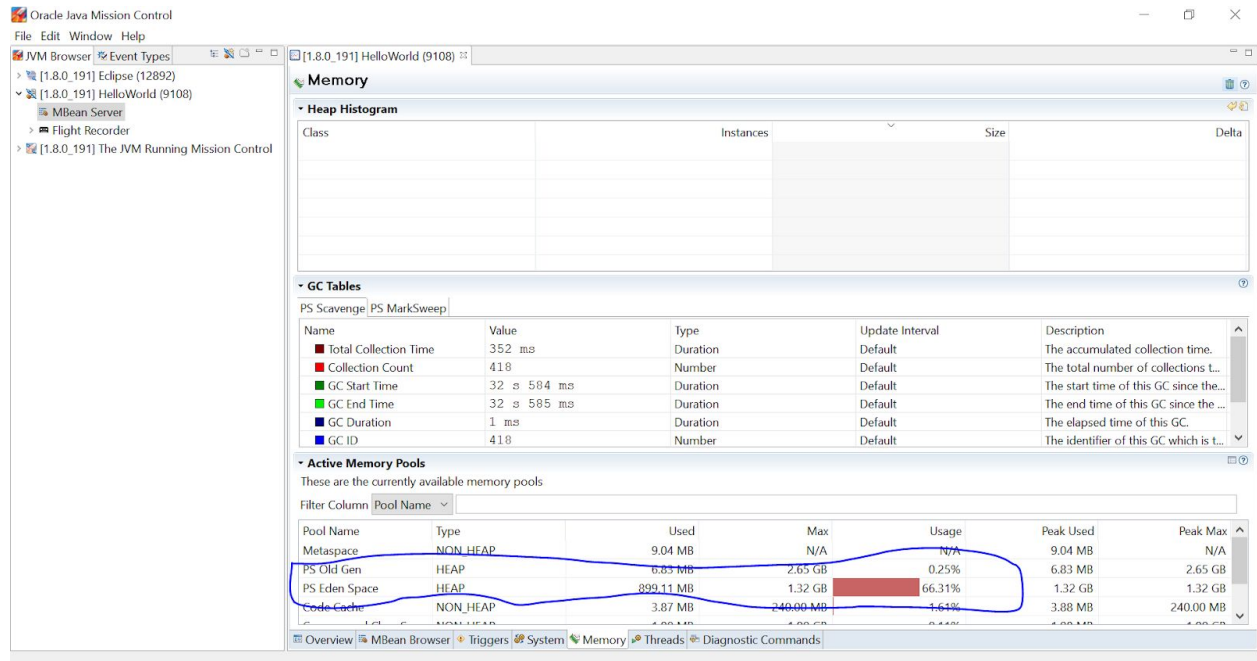 Oracle Java Mission Control
File Edit Window Help
JVM Browser Event Types
[1.8.0_191] HelloWorld (9108)
[1.8.0_191] Eclipse (12892)
[1.8.0_191] HelloWorld (9108)
MBean Server
Flight Recorder
[1.8.0_191] The JVM Running Mission Control
Memory
Heap Histogram
Class Instances Size Delta
GC Tables
PS Scavenge PS MarkSweep
Name Value Type Update Interval Description
Total Collection Time 352 ms Duration Default The accumulated collection time.
Collection Count 418 Number Default The total number of collections t...
GC Start Time 32 s 584 ms Duration Default The start time of this GC since the...
GC End Time 32 s 585 ms Duration Default The end time of this GC since the ...
GC Duration 1 ms Duration Default The elapsed time of this GC.
GC ID 418 Number Default The identifier of this GC which is t...
Active Memory Pools
These are the currently available memory pools
Filter Column Pool Name
Pool Name Type Used Max Usage Peak Used Peak Max
Metaspace NON_HEAP 9.04 MB N/A N/A 9.04 MB N/A
PS Old Gen HEAP 6.83 MB 2.65 GB 0.25% 6.83 MB 2.65 GB
PS Eden Space HEAP 899.11 MB 1.32 GB 66.31% 1.32 GB 1.32 GB
Code Cache NON_HEAP 3.87 MB 240.00 MB 1.61% 3.88 MB 240.00 MB
Overview MBean Browser Triggers System Memory Threads Diagnostic Commands